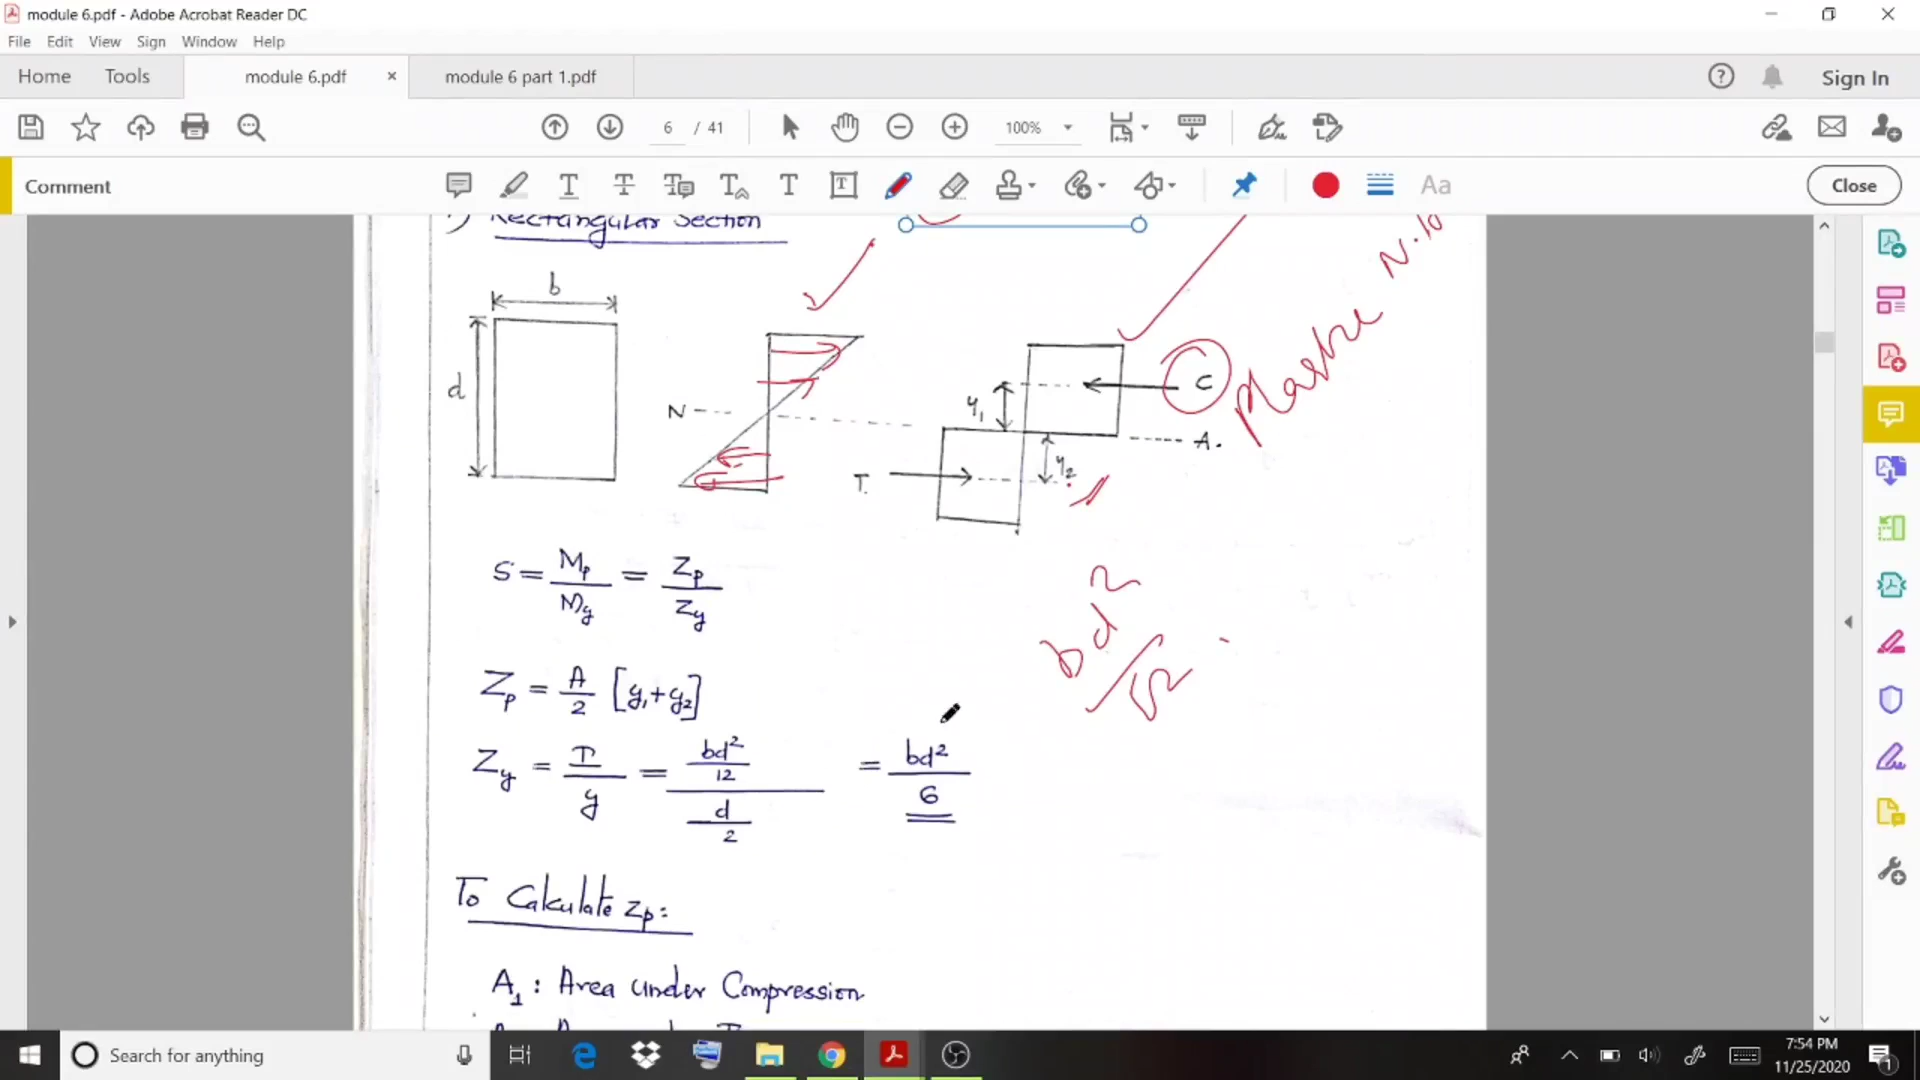 module 6.pdf - Adobe Acrobat Reader DC
File Edit View Sign Window Help
Home Tools module 6.pdf × module 6 part 1.pdf Sign In
6 / 41 100%
Comment Aa Close
Rectangular Section
b
d
N
y₁
C
A.
T.
y₂
Plastic N.
S = Mp/My = Zp/Zy
bd²/12
Zp = A/2 [y₁+y₂]
Zy = I/y = (bd²/12)/(d/2) = bd²/6
To Calculate Zp:
A₁ : Area under Compression
Search for anything
7:54 PM
11/25/2020